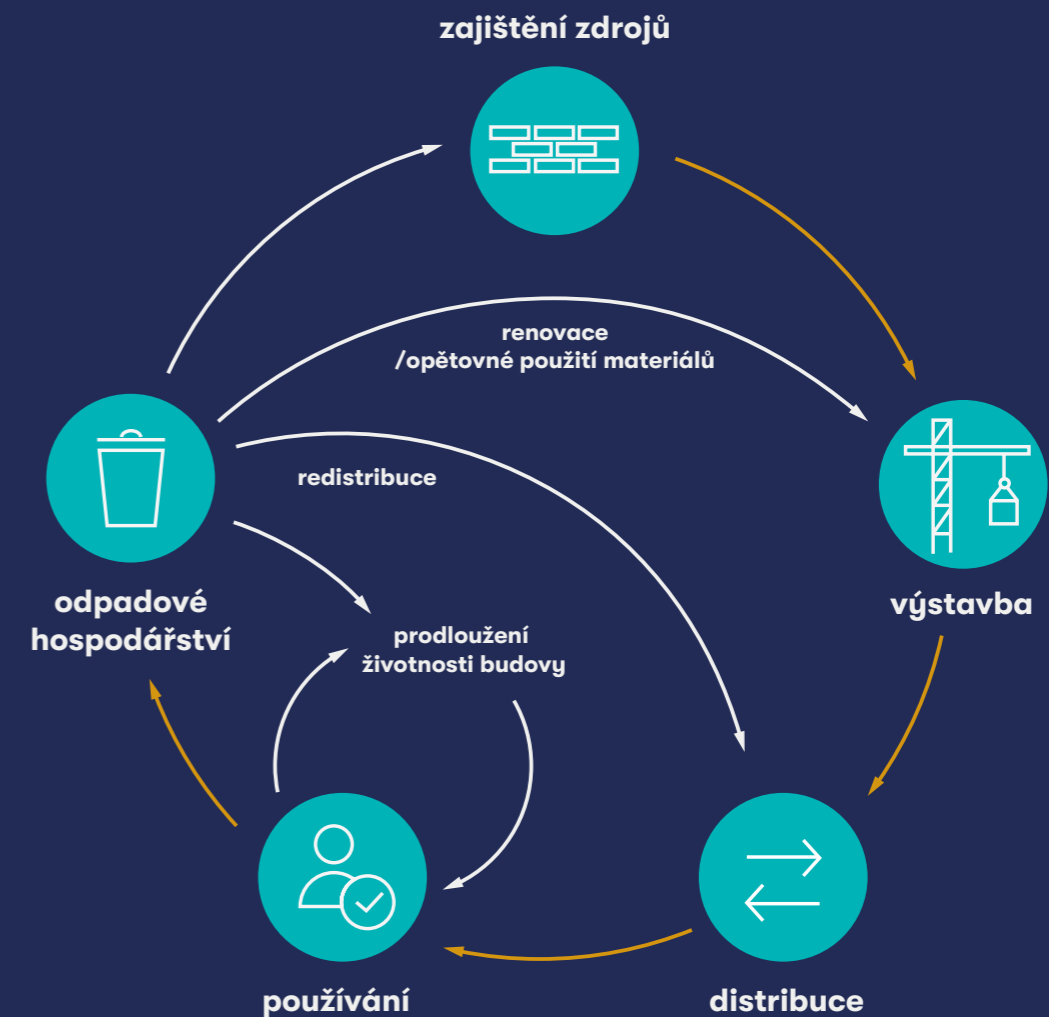 zajištění zdrojů
renovace
/opětovné použití materiálů
redistribuce
odpadové
hospodářství
výstavba
prodloužení
životnosti budovy
používání
distribuce